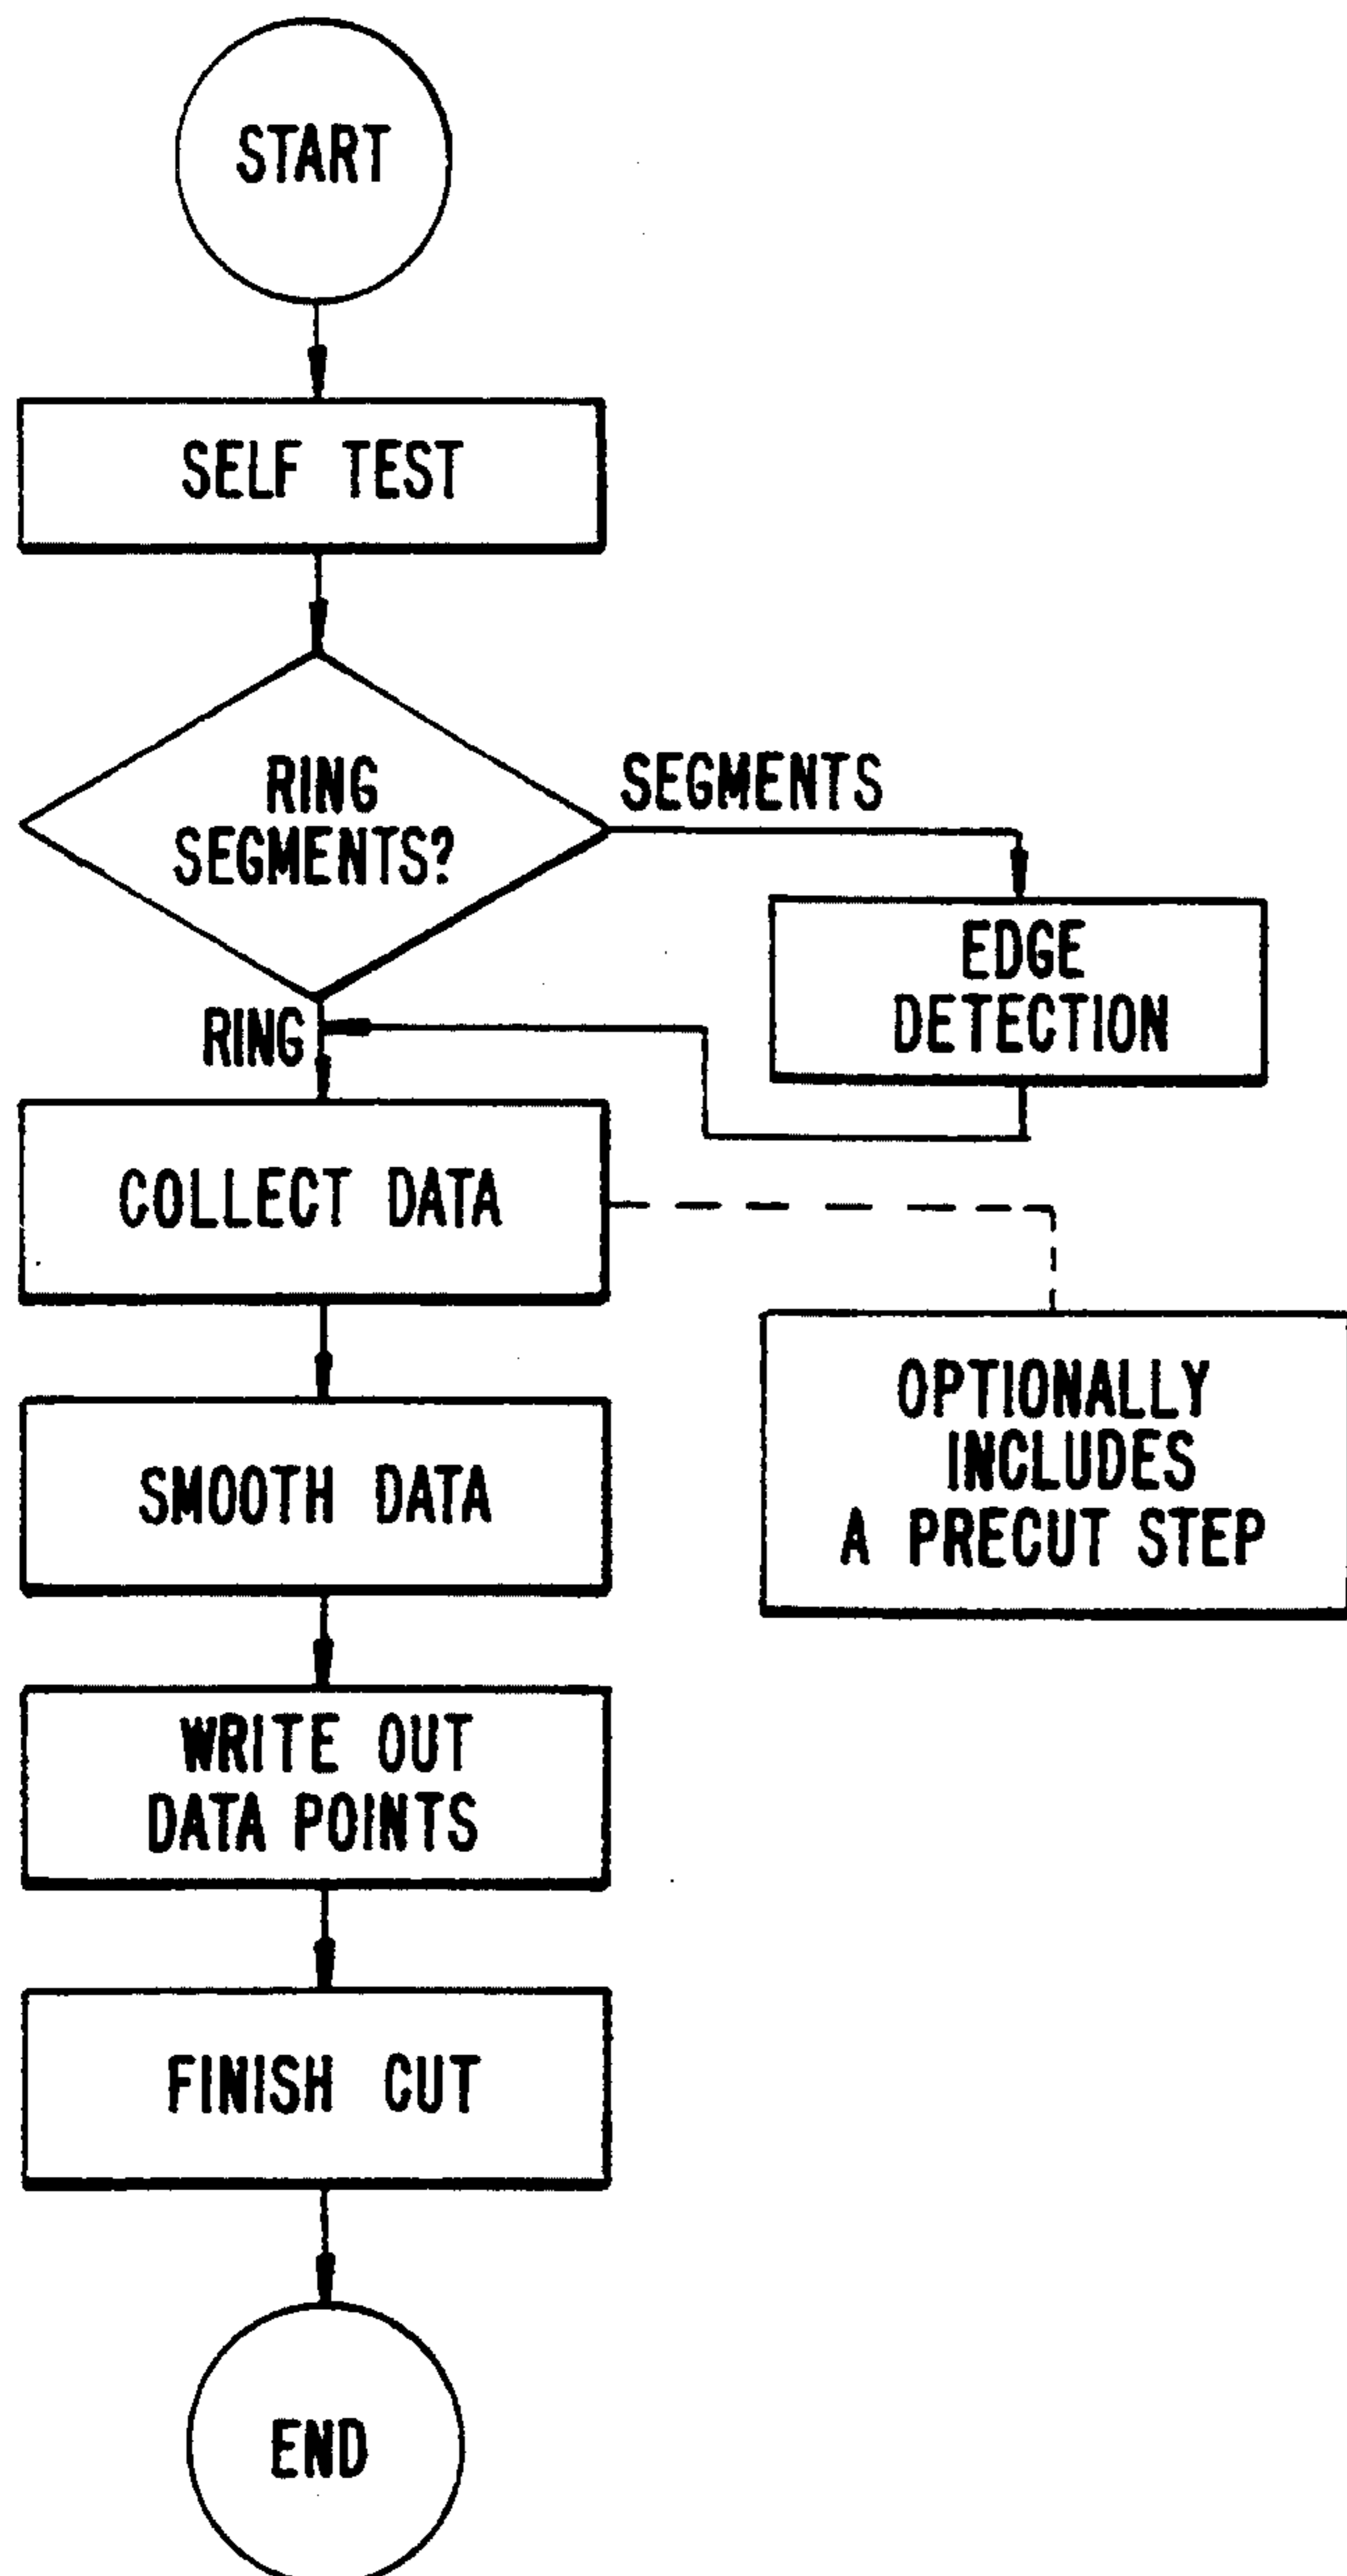 START
SELF TEST
RING
SEGMENTS?
SEGMENTS
EDGE
DETECTION
RING
COLLECT DATA
OPTIONALLY
INCLUDES
A PRECUT STEP
SMOOTH DATA
WRITE OUT
DATA POINTS
FINISH CUT
END